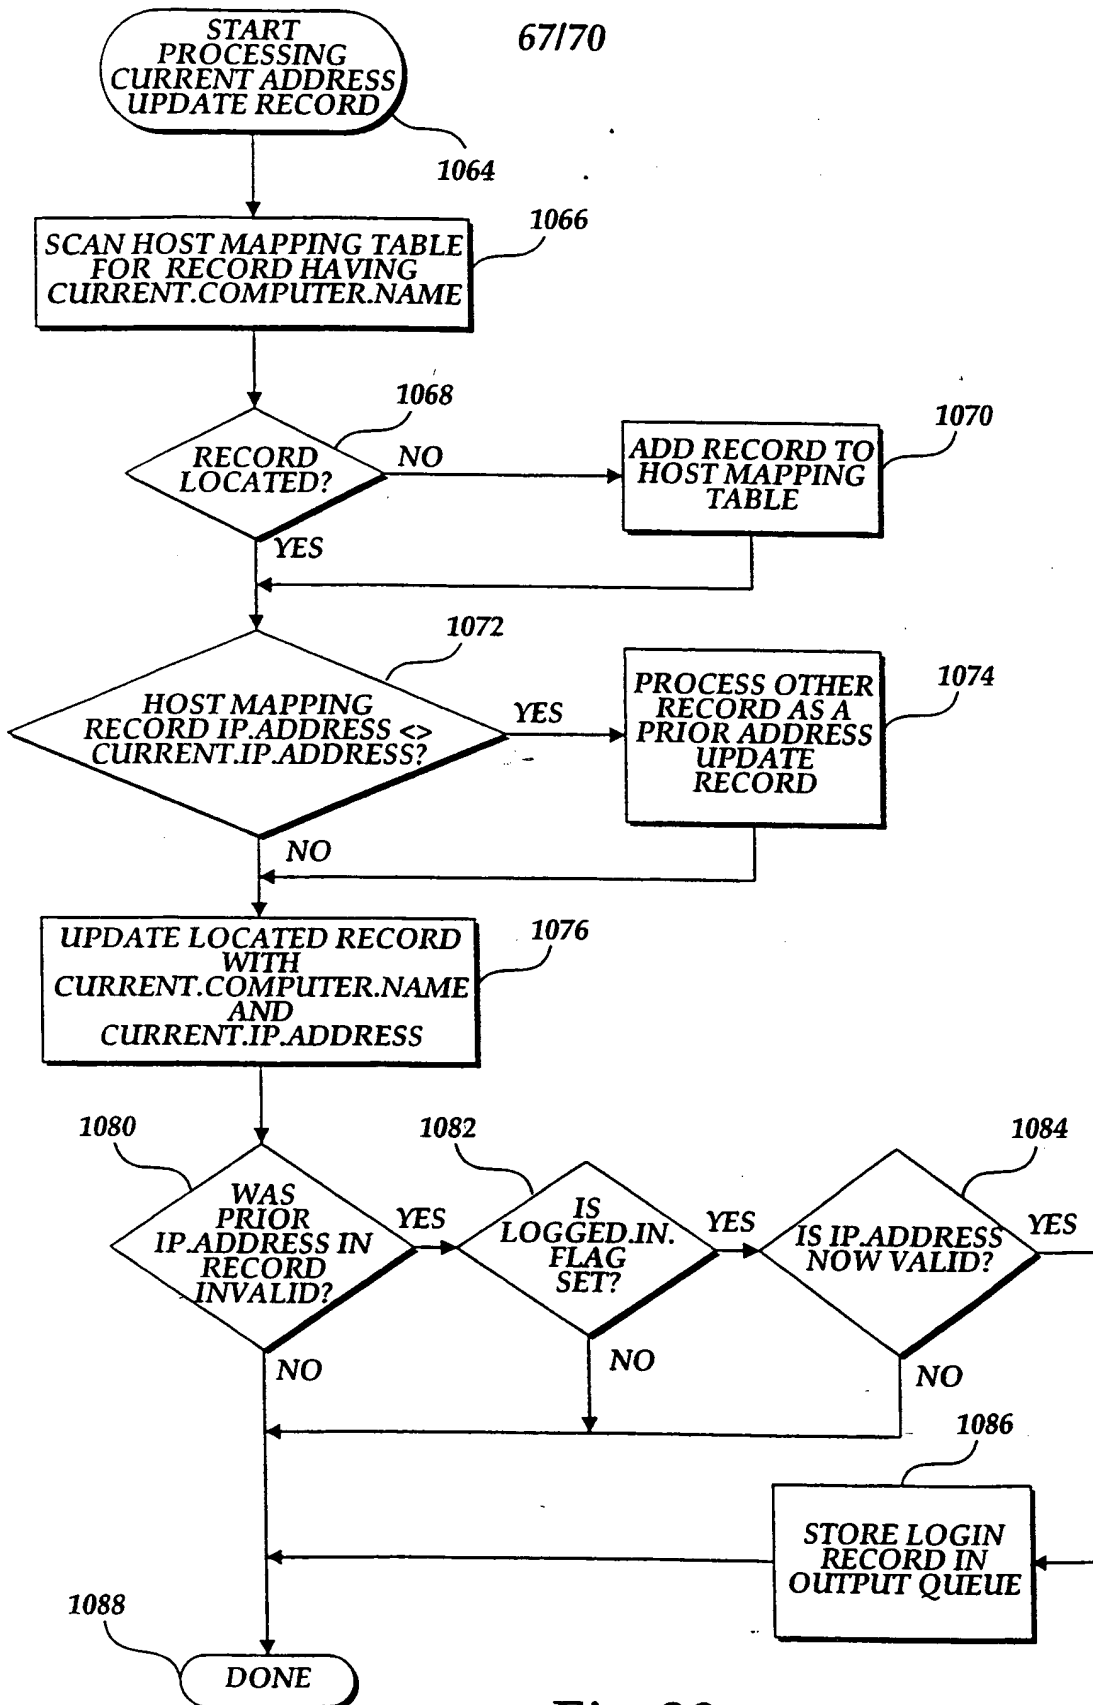 67/70
START
PROCESSING
CURRENT ADDRESS
UPDATE RECORD
1064
SCAN HOST MAPPING TABLE
FOR RECORD HAVING
CURRENT.COMPUTER.NAME
1066
RECORD
LOCATED?
1068
NO
YES
ADD RECORD TO
HOST MAPPING
TABLE
1070
HOST MAPPING
RECORD IP.ADDRESS <>
CURRENT.IP.ADDRESS?
1072
YES
NO
PROCESS OTHER
RECORD AS A
PRIOR ADDRESS
UPDATE
RECORD
1074
UPDATE LOCATED RECORD
WITH
CURRENT.COMPUTER.NAME
AND
CURRENT.IP.ADDRESS
1076
1080
WAS
PRIOR
IP.ADDRESS IN
RECORD
INVALID?
YES
NO
1082
IS
LOGGED.IN.
FLAG
SET?
YES
NO
1084
IS IP.ADDRESS
NOW VALID?
YES
NO
1086
STORE LOGIN
RECORD IN
OUTPUT QUEUE
1088
DONE